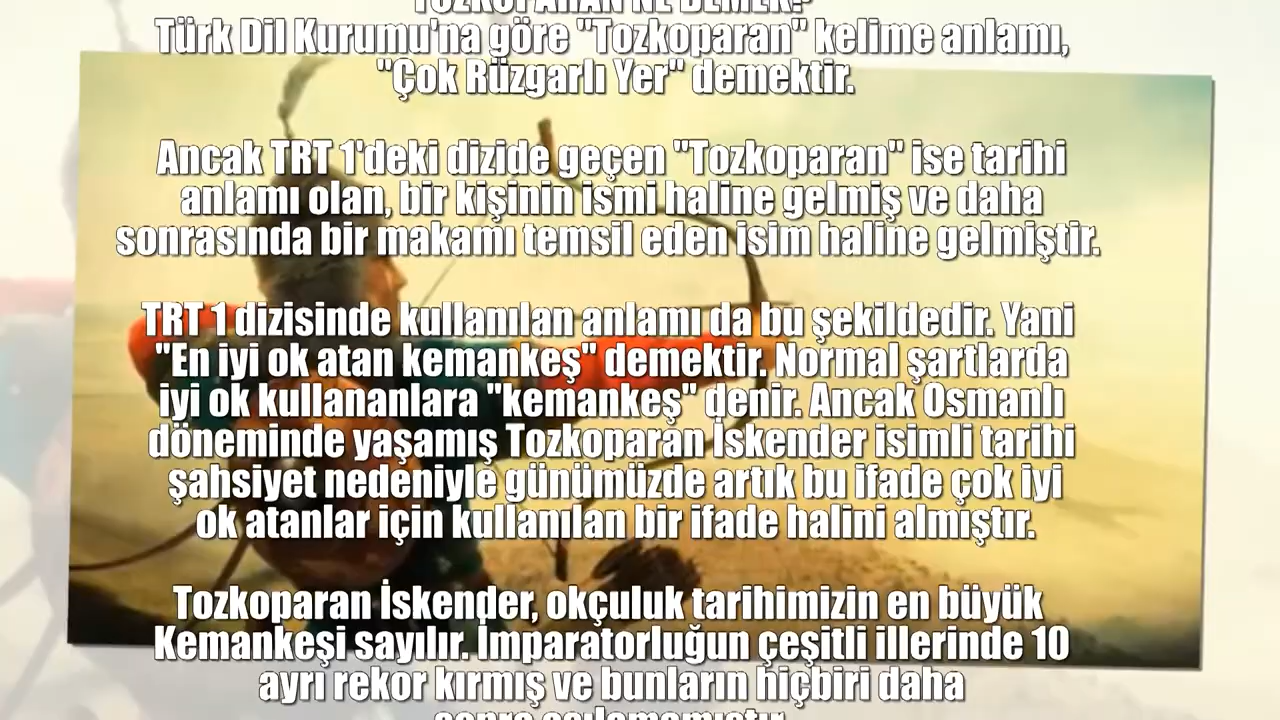 TOZKOPARAN NE DEMEK?
Türk Dil Kurumu'na göre "Tozkoparan" kelime anlamı,
"Çok Rüzgarlı Yer" demektir.
Ancak TRT 1'deki dizide geçen "Tozkoparan" ise tarihi
anlamı olan, bir kişinin ismi haline gelmiş ve daha
sonrasında bir makamı temsil eden isim haline gelmiştir.
TRT 1 dizisinde kullanılan anlamı da bu şekildedir. Yani
"En iyi ok atan kemankeş" demektir. Normal şartlarda
iyi ok kullananlara "kemankeş" denir. Ancak Osmanlı
döneminde yaşamış Tozkoparan İskender isimli tarihi
şahsiyet nedeniyle günümüzde artık bu ifade çok iyi
ok atanlar için kullanılan bir ifade halini almıştır.
Tozkoparan İskender, okçuluk tarihimizin en büyük
Kemankeşi sayılır. İmparatorluğun çeşitli illerinde 10
ayrı rekor kırmış ve bunların hiçbiri daha
sonra aşılamamıştır.